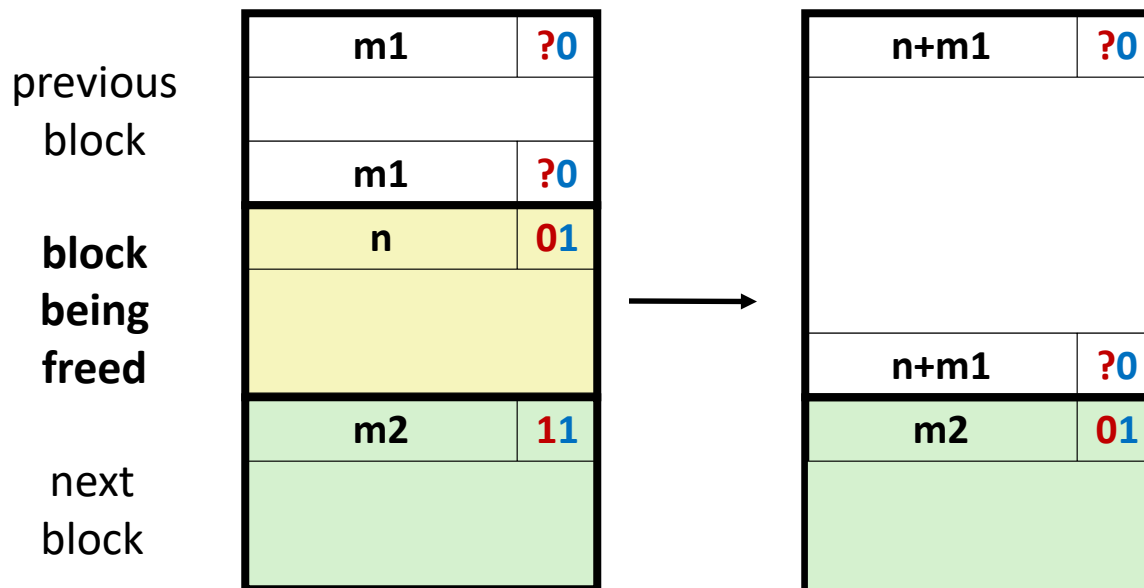 m1 ?0 n+m1 ?0
previous
block
m1 ?0
n 01
block
being
freed
n+m1 ?0
m2 11 m2 01
next
block